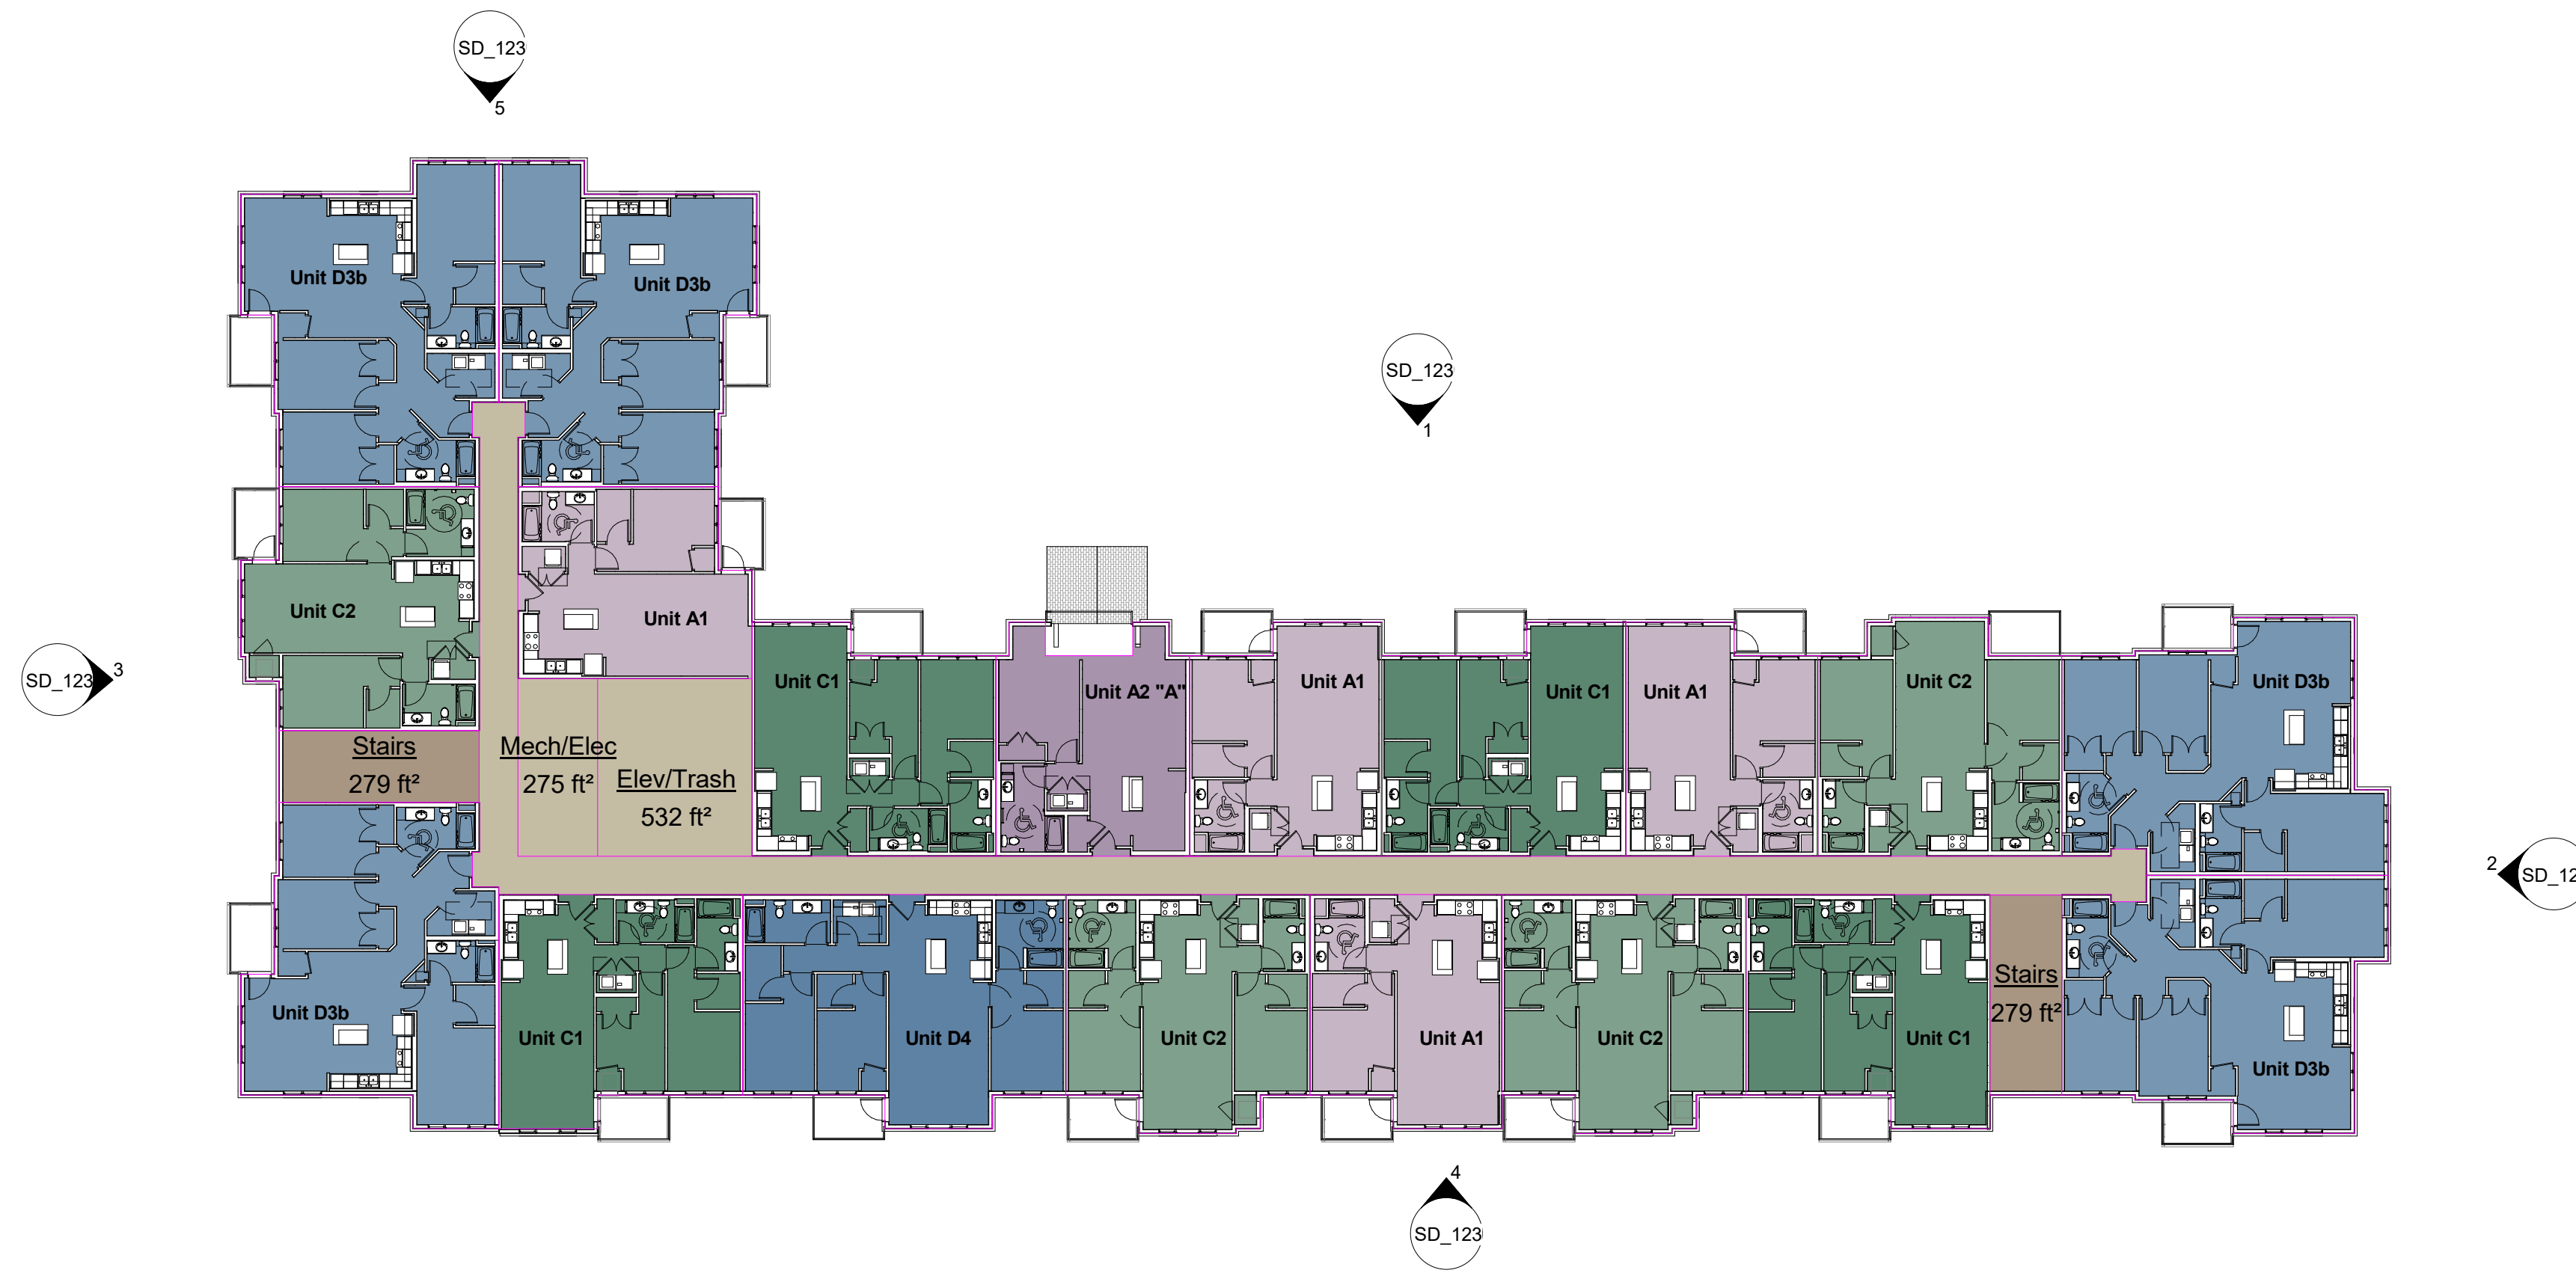 SD_123
5
Unit D3b
Unit D3b
SD_123
1
Unit C2
Unit A1
SD_123
3
Unit C1
Unit A2 "A"
Unit A1
Unit C1
Unit A1
Unit C2
Unit D3b
Stairs
279 ft²
Mech/Elec
275 ft²
Elev/Trash
532 ft²
2
SD_12
Unit D3b
Unit C1
Unit D4
Unit C2
Unit A1
Unit C2
Unit C1
Stairs
279 ft²
Unit D3b
4
SD_123